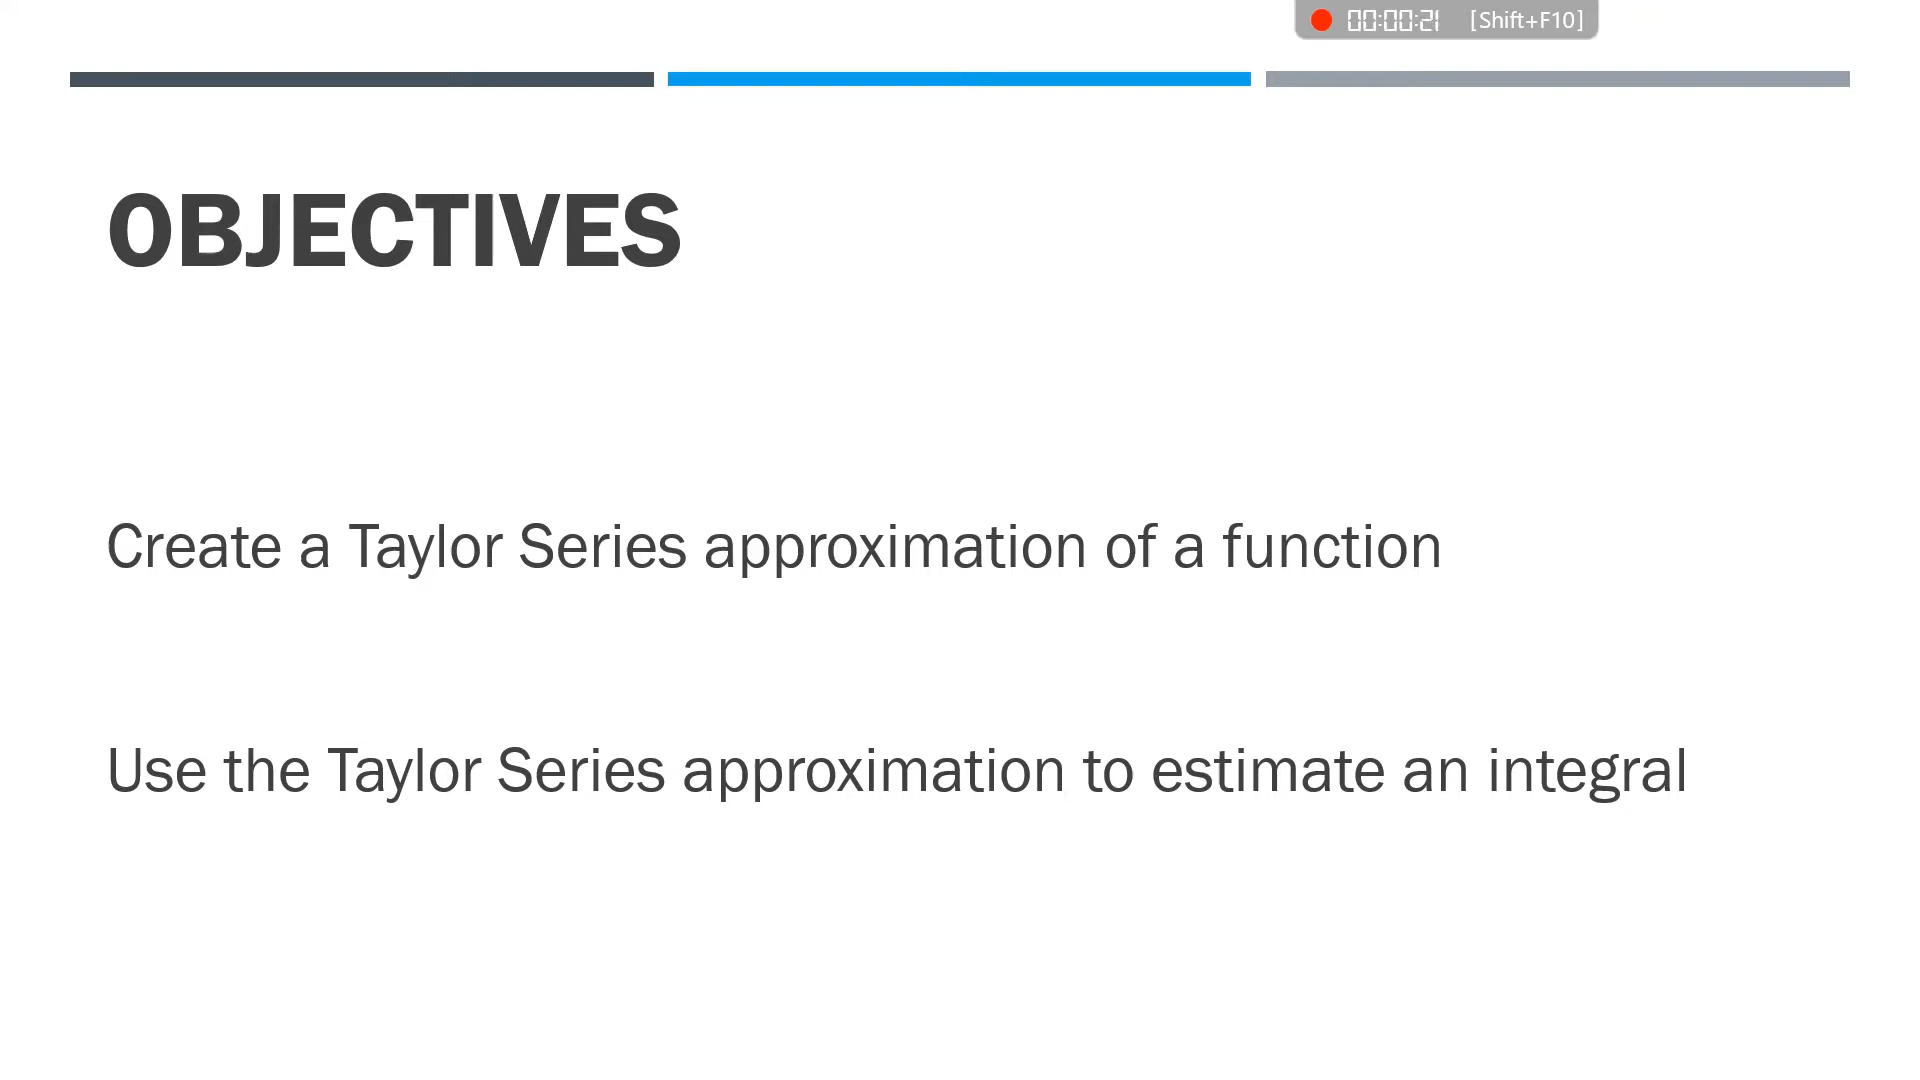 00:00:21 [Shift+F10]
OBJECTIVES
Create a Taylor Series approximation of a function
Use the Taylor Series approximation to estimate an integral